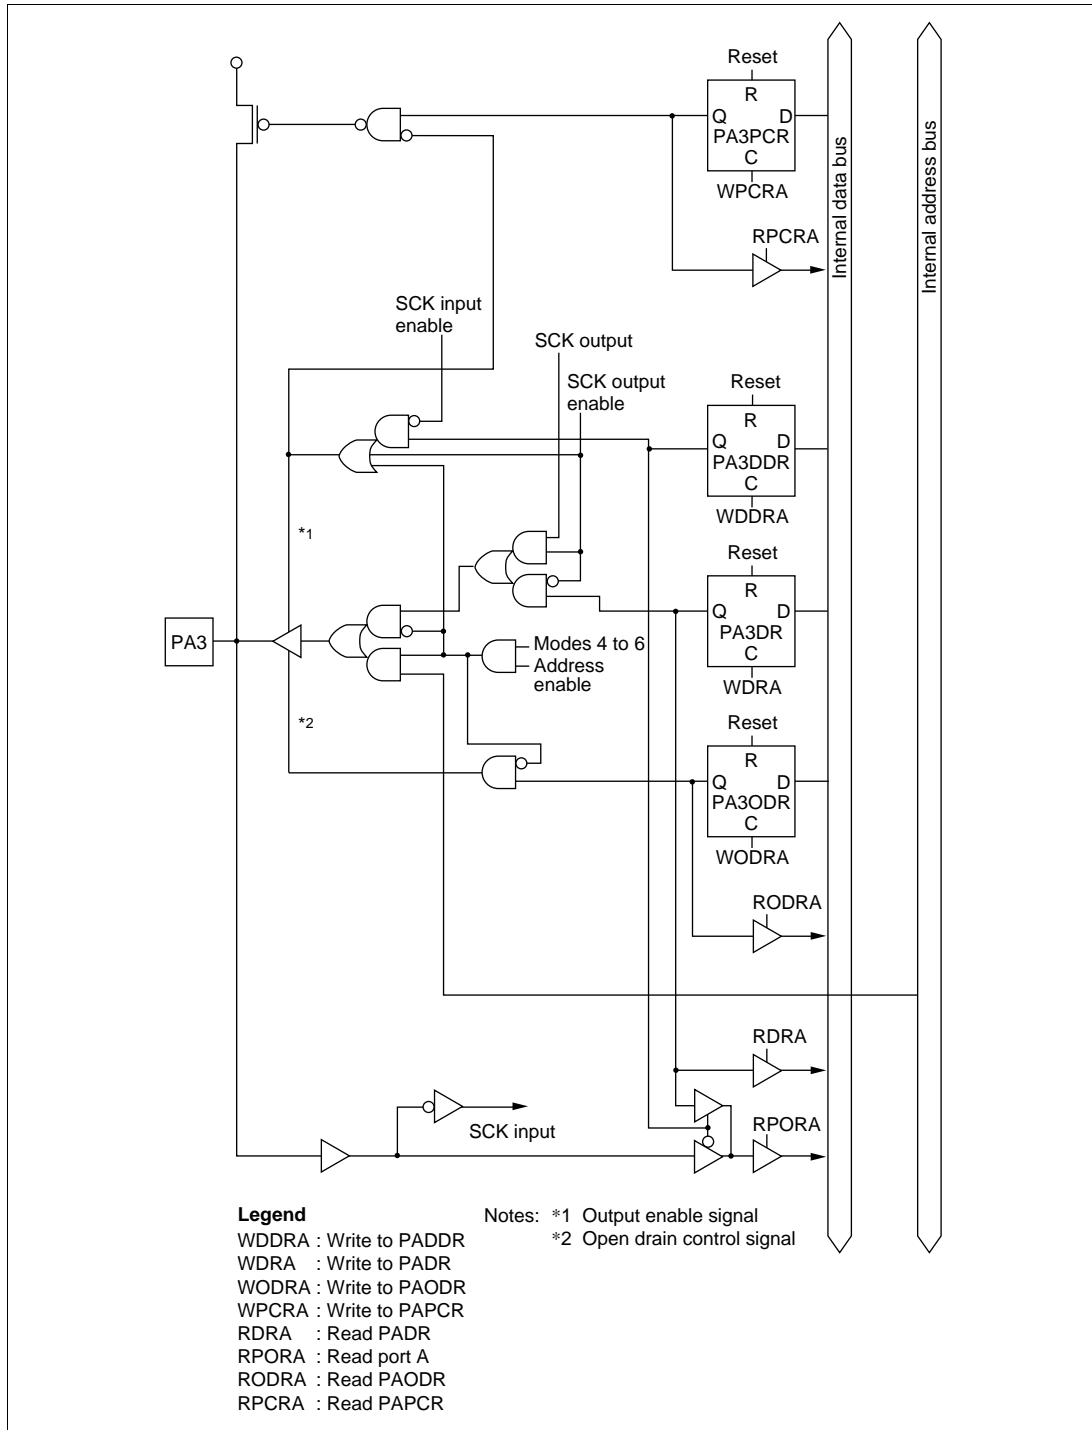 Reset
R
Q D
PA3PCR
C
WPCRA
RPCRA
Internal data bus
Internal address bus
SCK input
enable
SCK output
SCK output
enable
Reset
R
Q D
PA3DDR
C
WDDRA
*1
Reset
R
Q D
PA3DR
C
WDRA
PA3
Modes 4 to 6
Address
enable
*2
Reset
R
Q D
PA3ODR
C
WODRA
RODRA
RDRA
SCK input
RPORA
Legend
WDDRA : Write to PADDR
WDRA : Write to PADR
WODRA : Write to PAODR
WPCRA : Write to PAPCR
RDRA : Read PADR
RPORA : Read port A
RODRA : Read PAODR
RPCRA : Read PAPCR
Notes: *1 Output enable signal
*2 Open drain control signal